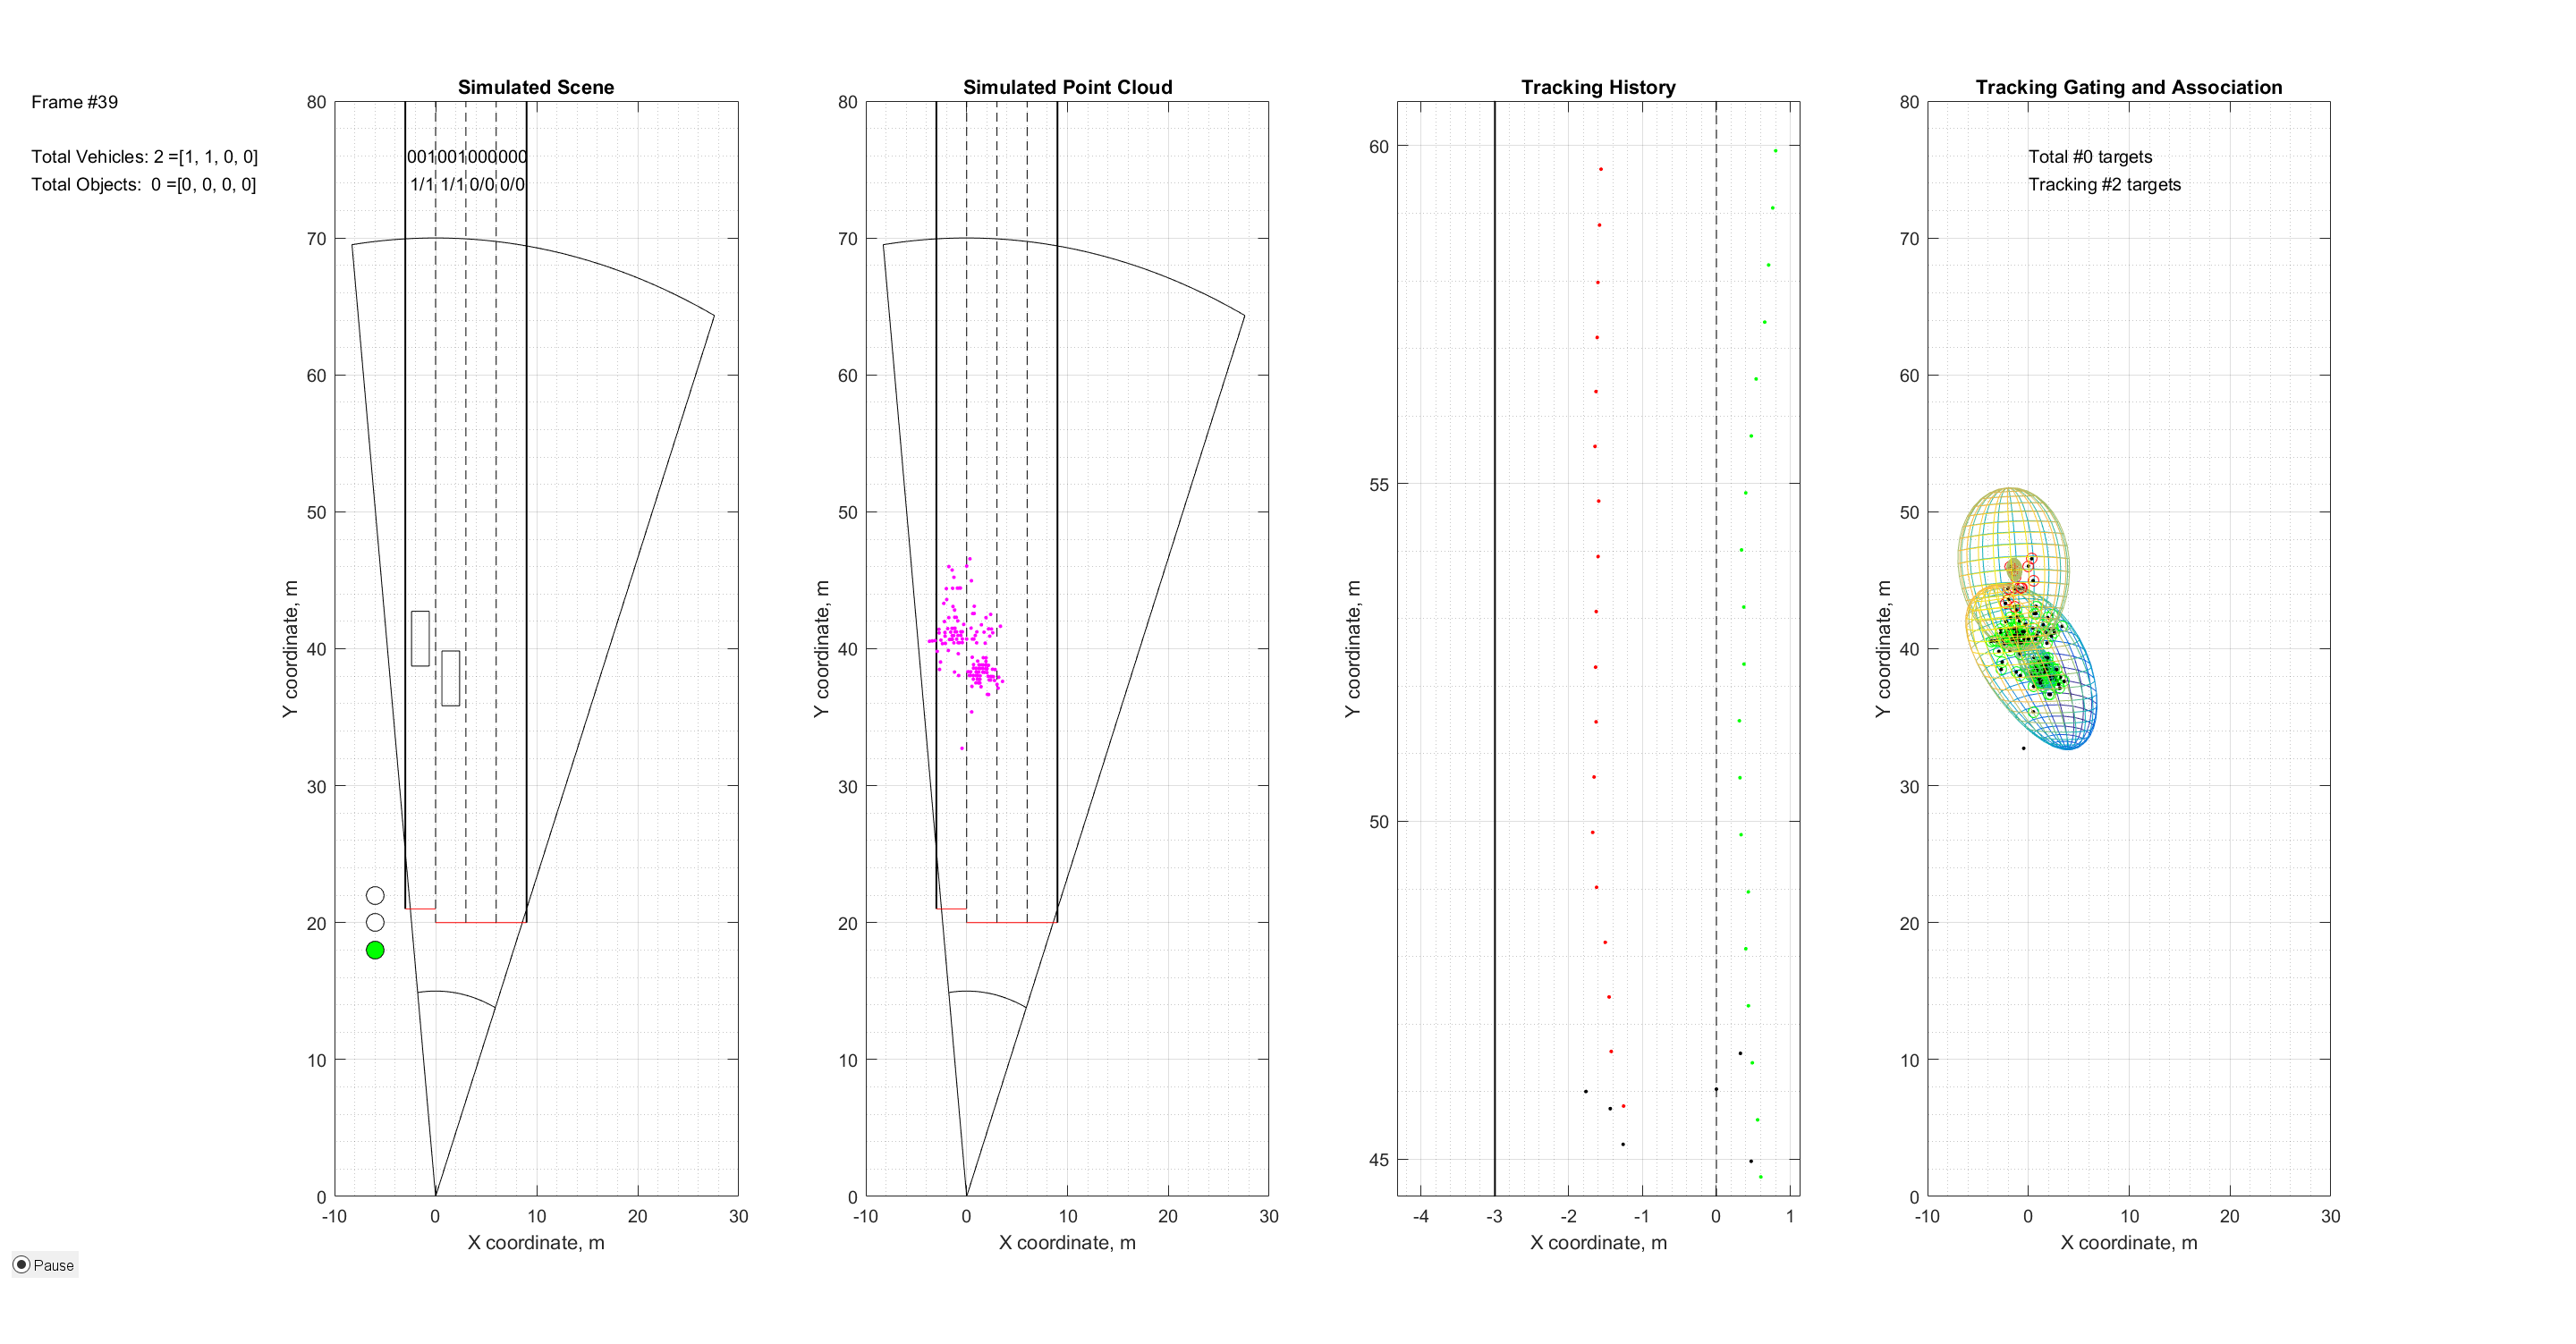 Frame #39
Total Vehicles: 2 =[1, 1, 0, 0]
Total Objects:  0 =[0, 0, 0, 0]
Pause
Simulated Scene
001001000000
1/1 1/1 0/0 0/0
80
70
60
50
40
30
20
10
0
-10 0 10 20 30
X coordinate, m
Y coordinate, m
Simulated Point Cloud
80
70
60
50
40
30
20
10
0
-10 0 10 20 30
X coordinate, m
Y coordinate, m
Tracking History
60
55
50
45
-4 -3 -2 -1 0 1
X coordinate, m
Y coordinate, m
Tracking Gating and Association
Total #0 targets
Tracking #2 targets
80
70
60
50
40
30
20
10
0
-10 0 10 20 30
X coordinate, m
Y coordinate, m